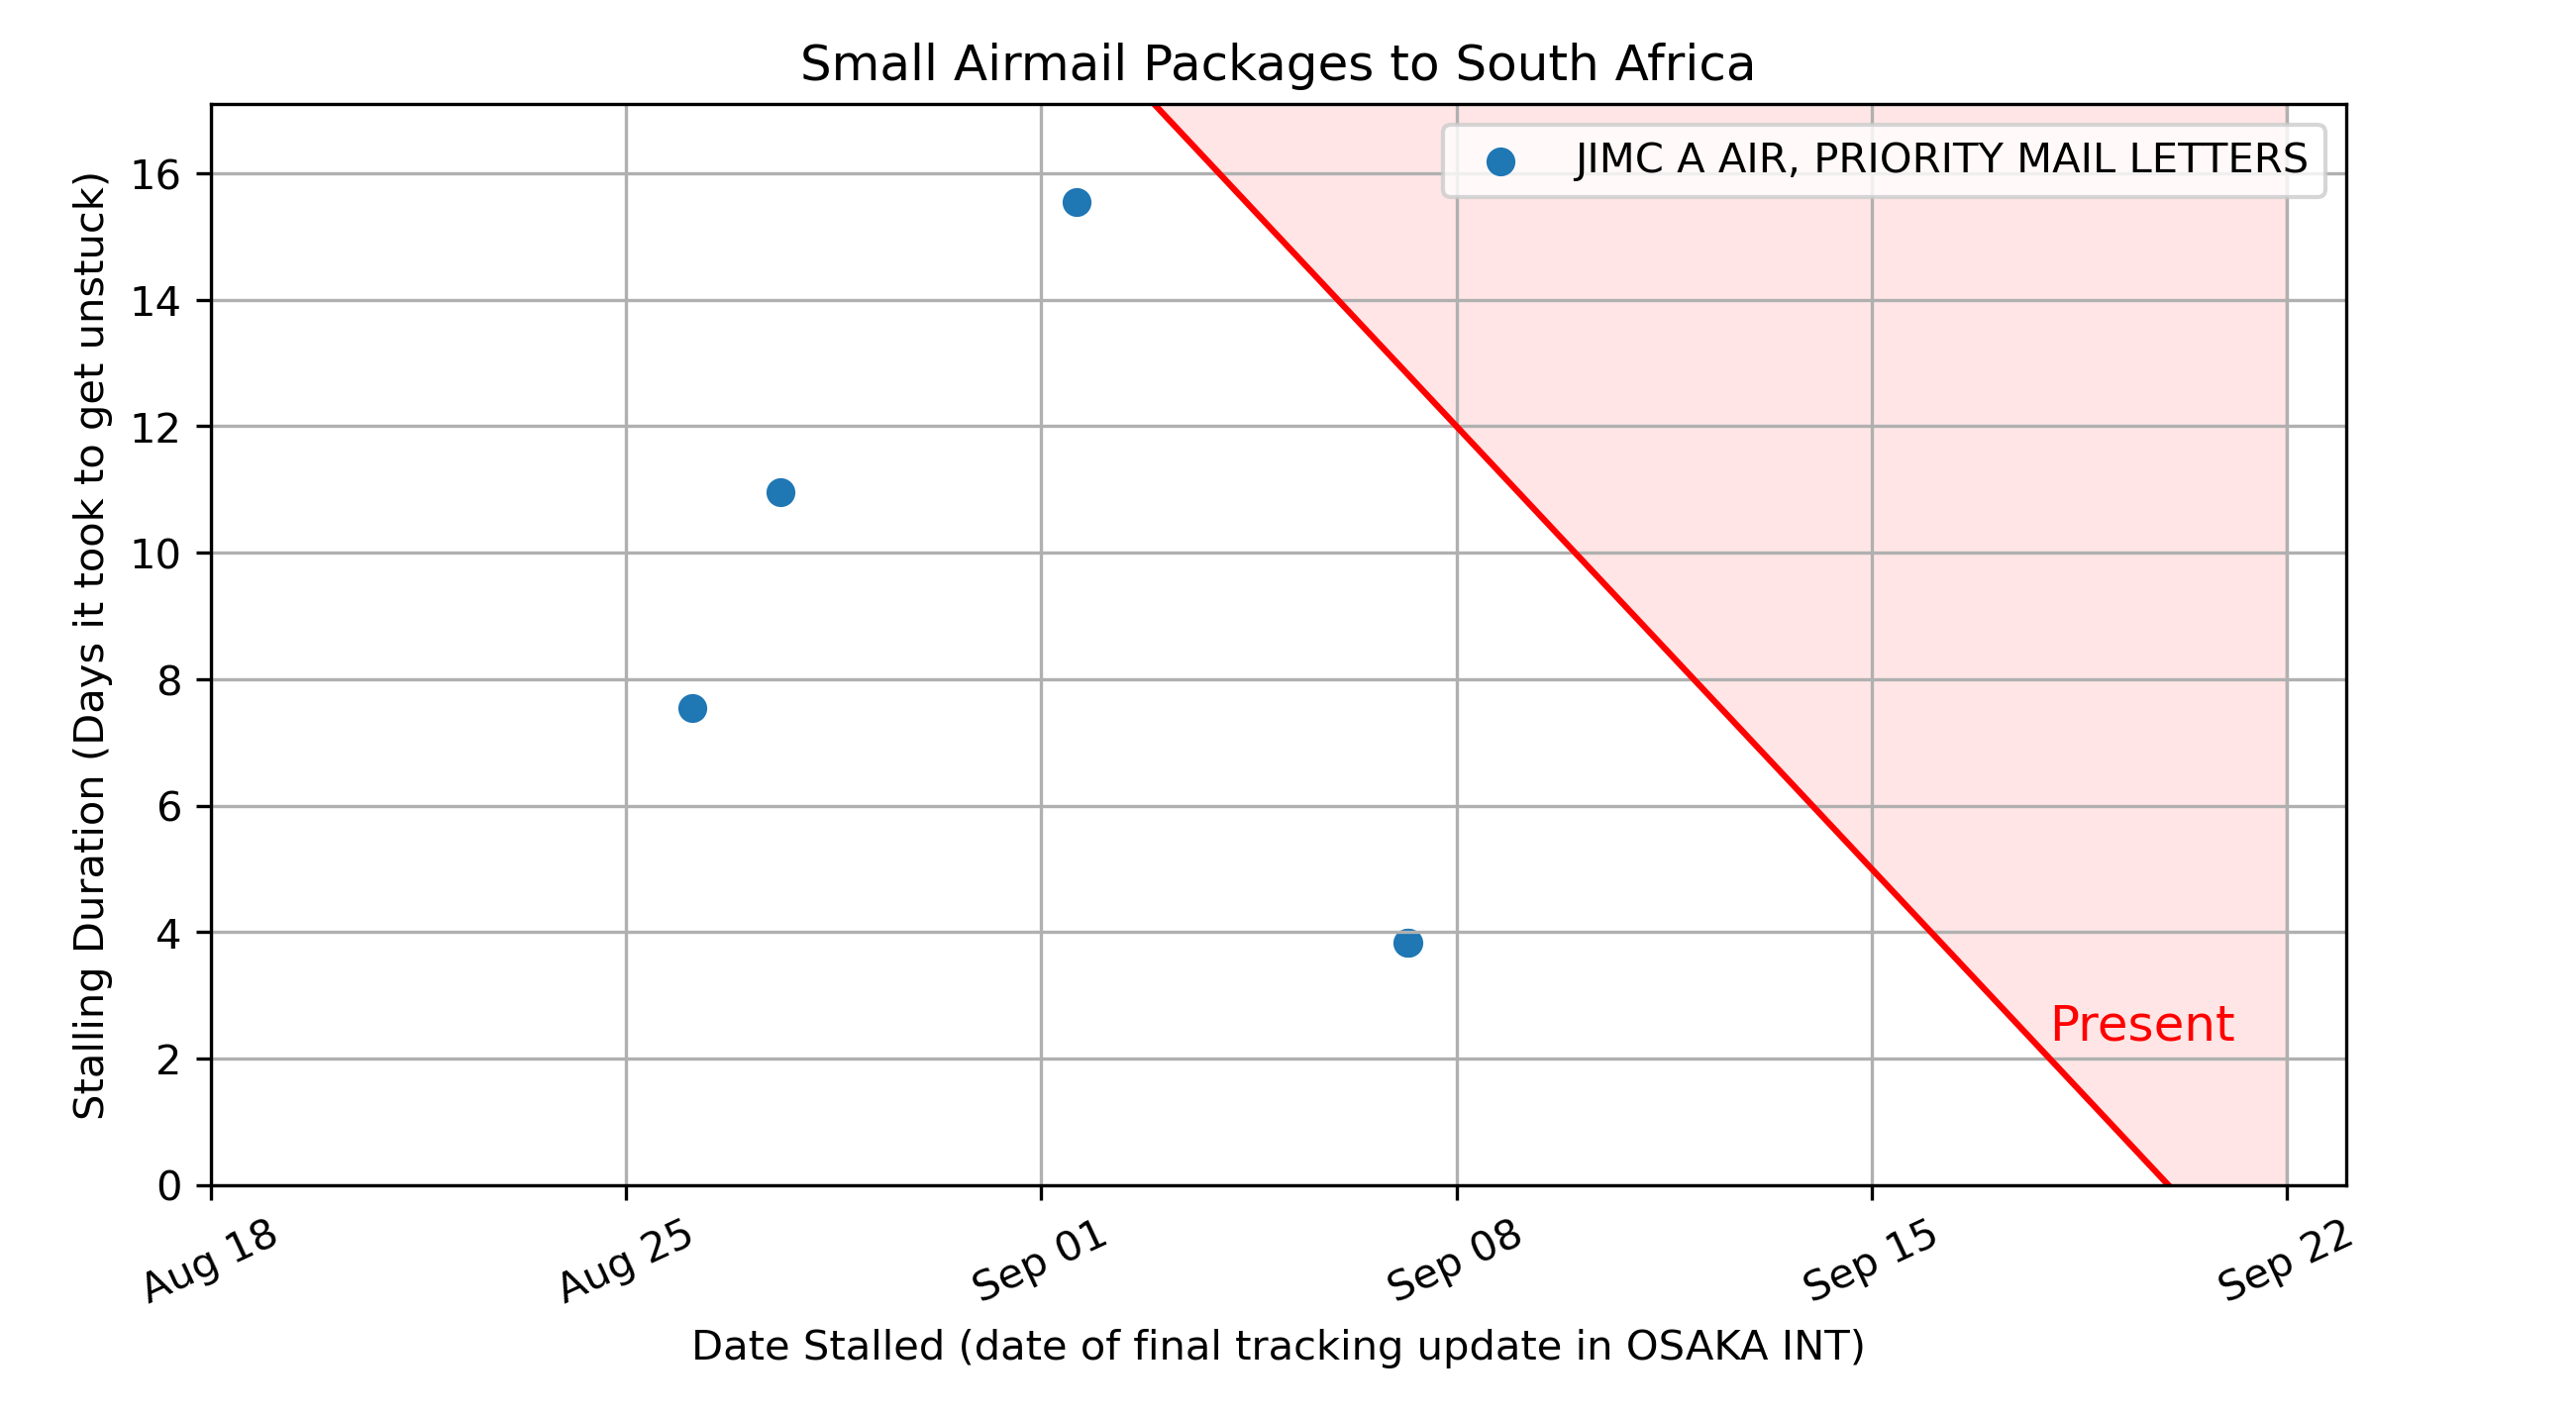 Small Airmail Packages to South Africa
JIMC A AIR, PRIORITY MAIL LETTERS
Stalling Duration (Days it took to get unstuck)
16
14
12
10
8
6
4
2
0
Present
Aug 18
Aug 25
Sep 01
Sep 08
Sep 15
Sep 22
Date Stalled (date of final tracking update in OSAKA INT)